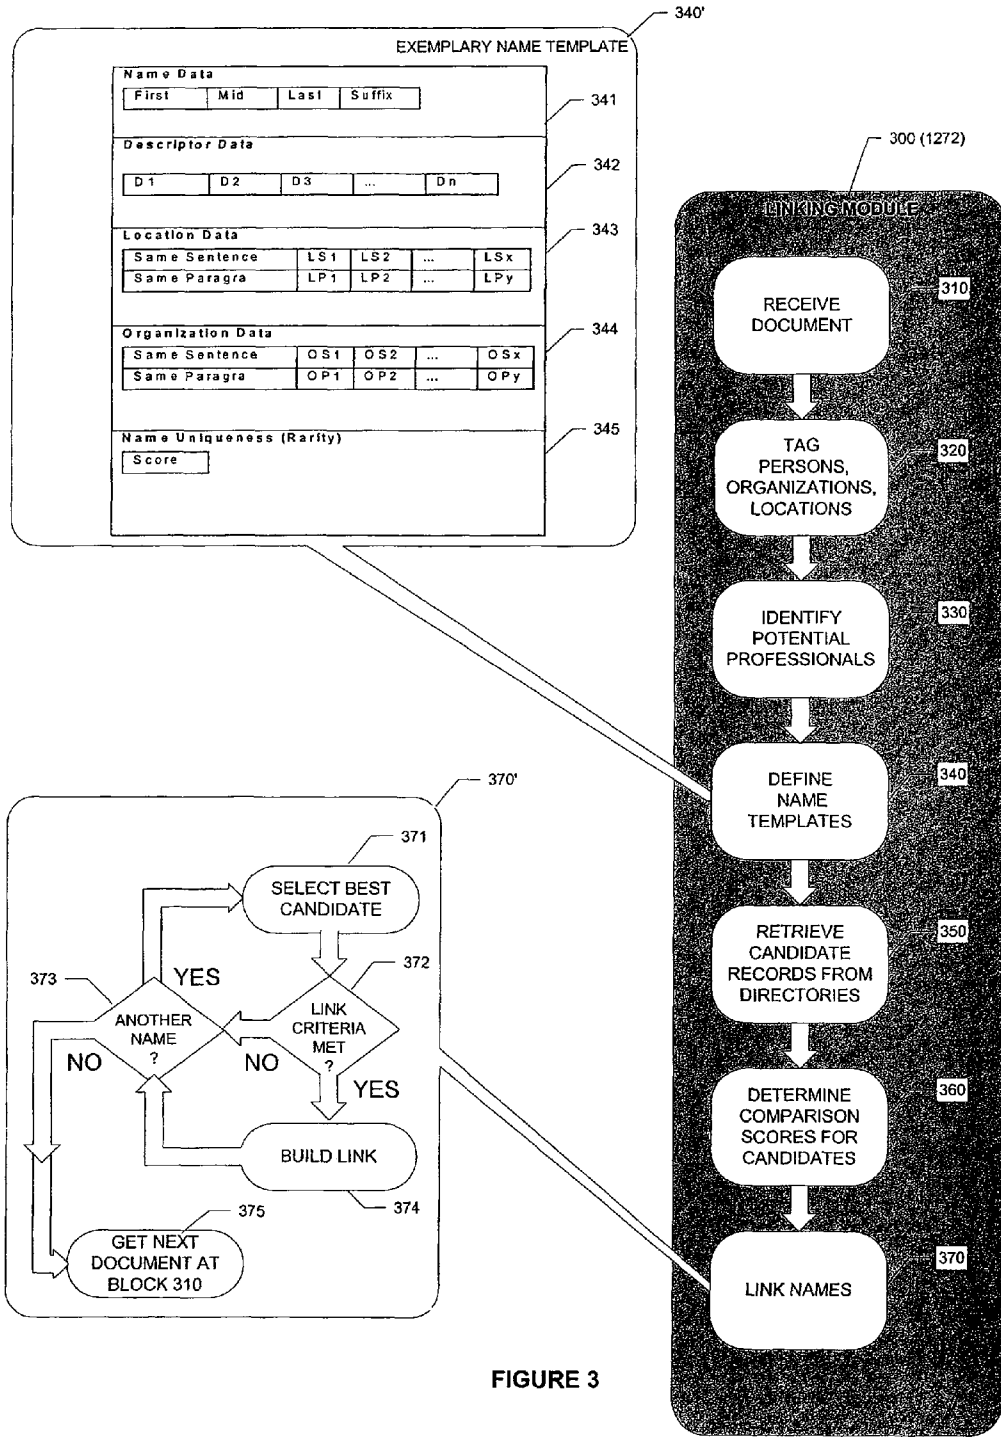 340'
EXEMPLARY NAME TEMPLATE
Name Data
First Mid Last Suffix
341
Descriptor Data
D1 D2 D3 ... Dn
342
Location Data
343
Same Sentence LS1 LS2 ... LSx
Same Paragra LP1 LP2 ... LPy
Organization Data
344
Same Sentence OS1 OS2 ... OSx
Same Paragra OP1 OP2 ... OPy
Name Uniqueness (Rarity)
345
Score
300 (1272)
LINKING MODULE
310
RECEIVE
DOCUMENT
320
TAG
PERSONS,
ORGANIZATIONS,
LOCATIONS
330
IDENTIFY
POTENTIAL
PROFESSIONALS
340
DEFINE
NAME
TEMPLATES
350
RETRIEVE
CANDIDATE
RECORDS FROM
DIRECTORIES
360
DETERMINE
COMPARISON
SCORES FOR
CANDIDATES
370
LINK NAMES
370'
371
SELECT BEST
CANDIDATE
372
LINK
CRITERIA
MET
?
NO
YES
373
YES
ANOTHER
NAME
?
NO
BUILD LINK
374
375
GET NEXT
DOCUMENT AT
BLOCK 310
FIGURE 3